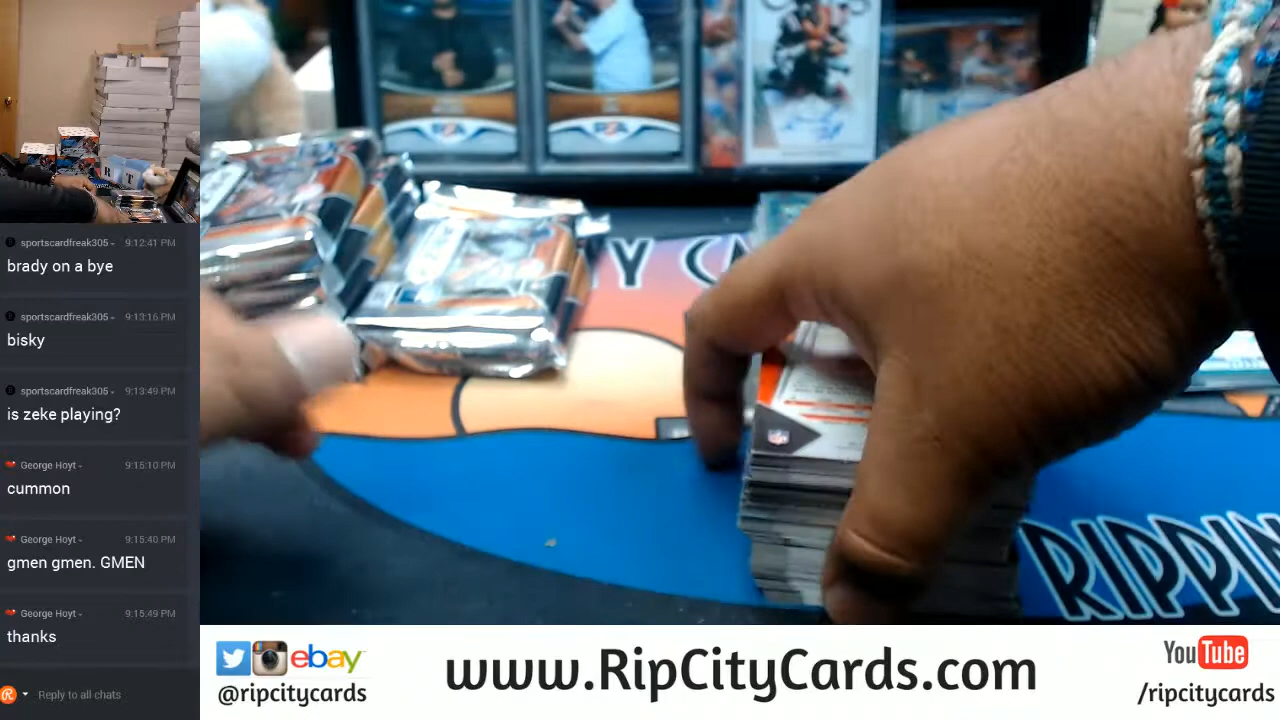 sportscardfreak305
9:12:41 PM
brady on a bye
sportscardfreak305
9:13:16 PM
bisky
sportscardfreak305
9:13:49 PM
is zeke playing?
George Hoyt
9:15:10 PM
cummon
George Hoyt
9:15:40 PM
gmen gmen. GMEN
George Hoyt
9:15:49 PM
thanks
Reply to all chats
R T
PSA
PSA
NFL
RIPPIN
ebay
@ripcitycards
www.RipCityCards.com
YouTube
/ripcitycards